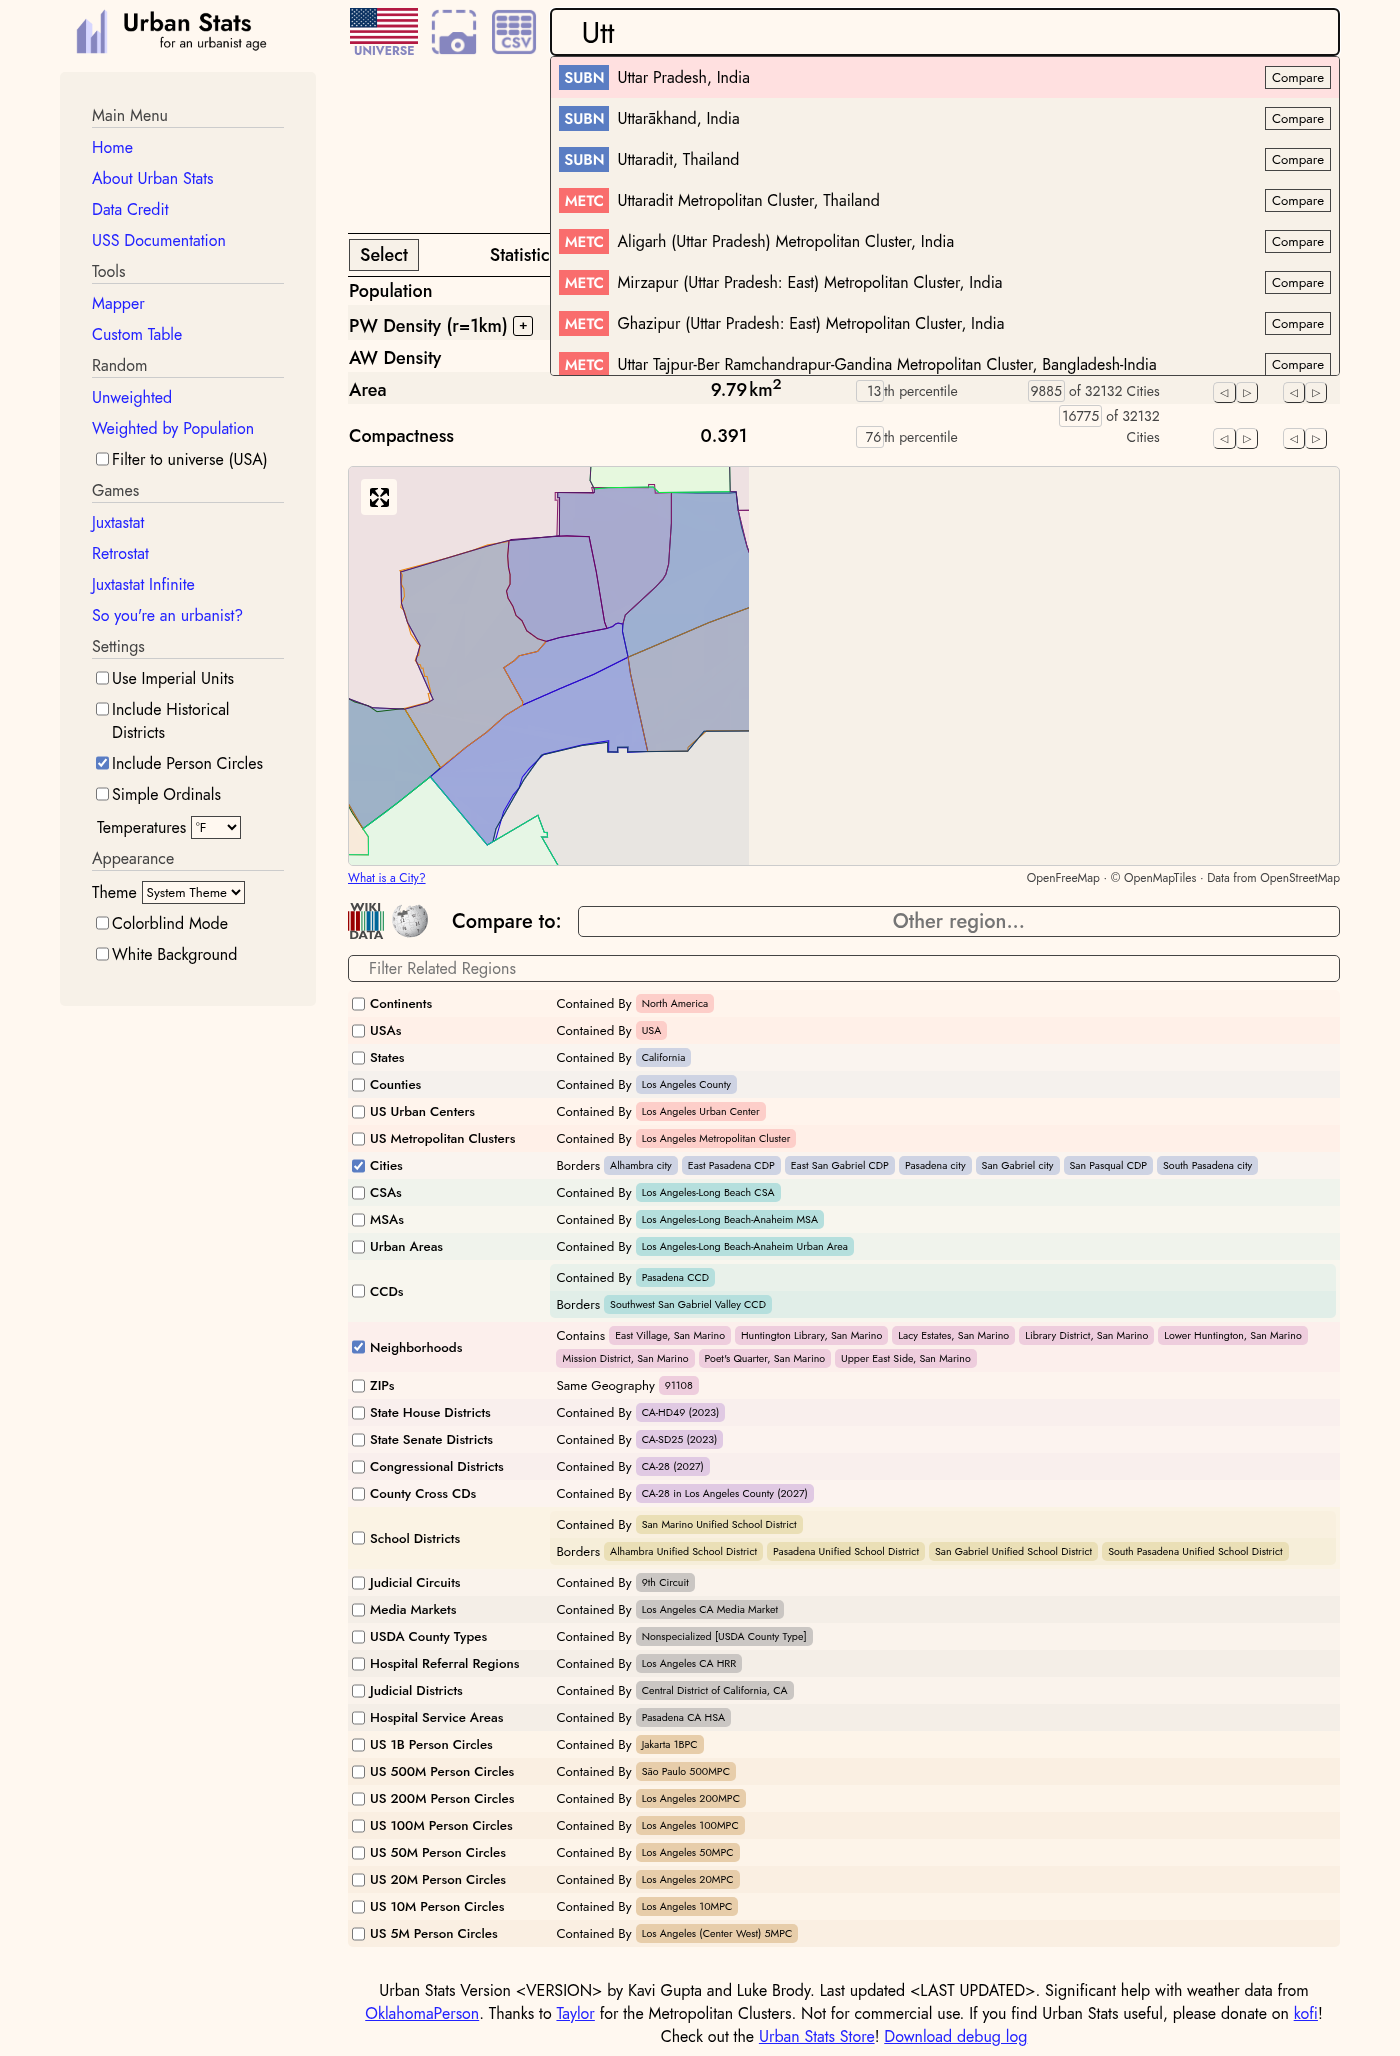 Urban Stats
for an urbanist age
UNIVERSE
CSV
Utt
SUBN Uttar Pradesh, India Compare
SUBN Uttarākhand, India Compare
SUBN Uttaradit, Thailand Compare
METC Uttaradit Metropolitan Cluster, Thailand Compare
METC Aligarh (Uttar Pradesh) Metropolitan Cluster, India Compare
METC Mirzapur (Uttar Pradesh: East) Metropolitan Cluster, India Compare
METC Ghazipur (Uttar Pradesh: East) Metropolitan Cluster, India Compare
METC Uttar Tajpur-Ber Ramchandrapur-Gandina Metropolitan Cluster, Bangladesh-India Compare
Main Menu
Home
About Urban Stats
Data Credit
USS Documentation
Tools
Mapper
Custom Table
Random
Unweighted
Weighted by Population
Filter to universe (USA)
Games
Juxtastat
Retrostat
Juxtastat Infinite
So you're an urbanist?
Settings
Use Imperial Units
Include Historical
Districts
Include Person Circles
Simple Ordinals
Temperatures °F
Appearance
Theme System Theme
Colorblind Mode
White Background
Select Statistic
Population
PW Density (r=1km) +
AW Density
Area 9.79 km² 13th percentile 9885 of 32132 Cities ◁ ▷ ◁ ▷
Compactness 0.391 76th percentile 16775 of 32132
Cities ◁ ▷ ◁ ▷
What is a City? OpenFreeMap · © OpenMapTiles · Data from OpenStreetMap
WIKI
DATA
Compare to: Other region...
Filter Related Regions
Continents Contained By North America
USAs Contained By USA
States Contained By California
Counties Contained By Los Angeles County
US Urban Centers Contained By Los Angeles Urban Center
US Metropolitan Clusters Contained By Los Angeles Metropolitan Cluster
Cities Borders Alhambra city East Pasadena CDP East San Gabriel CDP Pasadena city San Gabriel city San Pasqual CDP South Pasadena city
CSAs Contained By Los Angeles-Long Beach CSA
MSAs Contained By Los Angeles-Long Beach-Anaheim MSA
Urban Areas Contained By Los Angeles-Long Beach-Anaheim Urban Area
CCDs Contained By Pasadena CCD
Borders Southwest San Gabriel Valley CCD
Neighborhoods Contains East Village, San Marino Huntington Library, San Marino Lacy Estates, San Marino Library District, San Marino Lower Huntington, San Marino
Mission District, San Marino Poet's Quarter, San Marino Upper East Side, San Marino
ZIPs Same Geography 91108
State House Districts Contained By CA-HD49 (2023)
State Senate Districts Contained By CA-SD25 (2023)
Congressional Districts Contained By CA-28 (2027)
County Cross CDs Contained By CA-28 in Los Angeles County (2027)
School Districts Contained By San Marino Unified School District
Borders Alhambra Unified School District Pasadena Unified School District San Gabriel Unified School District South Pasadena Unified School District
Judicial Circuits Contained By 9th Circuit
Media Markets Contained By Los Angeles CA Media Market
USDA County Types Contained By Nonspecialized [USDA County Type]
Hospital Referral Regions Contained By Los Angeles CA HRR
Judicial Districts Contained By Central District of California, CA
Hospital Service Areas Contained By Pasadena CA HSA
US 1B Person Circles Contained By Jakarta 1BPC
US 500M Person Circles Contained By São Paulo 500MPC
US 200M Person Circles Contained By Los Angeles 200MPC
US 100M Person Circles Contained By Los Angeles 100MPC
US 50M Person Circles Contained By Los Angeles 50MPC
US 20M Person Circles Contained By Los Angeles 20MPC
US 10M Person Circles Contained By Los Angeles 10MPC
US 5M Person Circles Contained By Los Angeles (Center West) 5MPC
Urban Stats Version <VERSION> by Kavi Gupta and Luke Brody. Last updated <LAST UPDATED>. Significant help with weather data from
OklahomaPerson. Thanks to Taylor for the Metropolitan Clusters. Not for commercial use. If you find Urban Stats useful, please donate on kofi!
Check out the Urban Stats Store! Download debug log